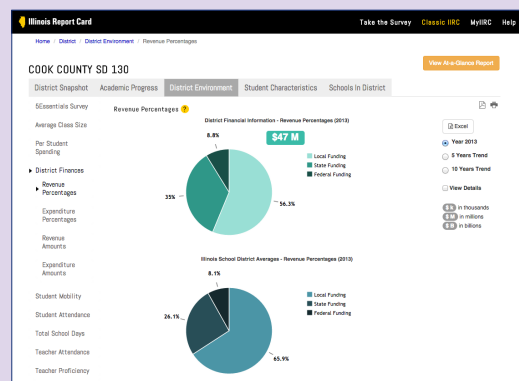 Illinois Report Card
Take the Survey Classic IIRC MyIIRC Help
Home / District / District Environment / Revenue Percentages
View At-a-Glance Report
COOK COUNTY SD 130
District Snapshot Academic Progress District Environment Student Characteristics Schools In District
5Essentials Survey
Average Class Size
Per Student
Spending
District Finances
Revenue
Percentages
Expenditure
Percentages
Revenue
Amounts
Expenditure
Amounts
Student Mobility
Student Attendance
Total School Days
Teacher Attendance
Teacher Proficiency
Revenue Percentages ?
District Financial Information - Revenue Percentages (2013)
$47 M
8.8%
35%
56.3%
Local Funding
State Funding
Federal Funding
Illinois School District Averages - Revenue Percentages (2013)
8.1%
26.1%
65.9%
Local Funding
State Funding
Federal Funding
Excel
Year 2013
5 Years Trend
10 Years Trend
View Details
$ k in thousands
$ M in millions
$ B in billions